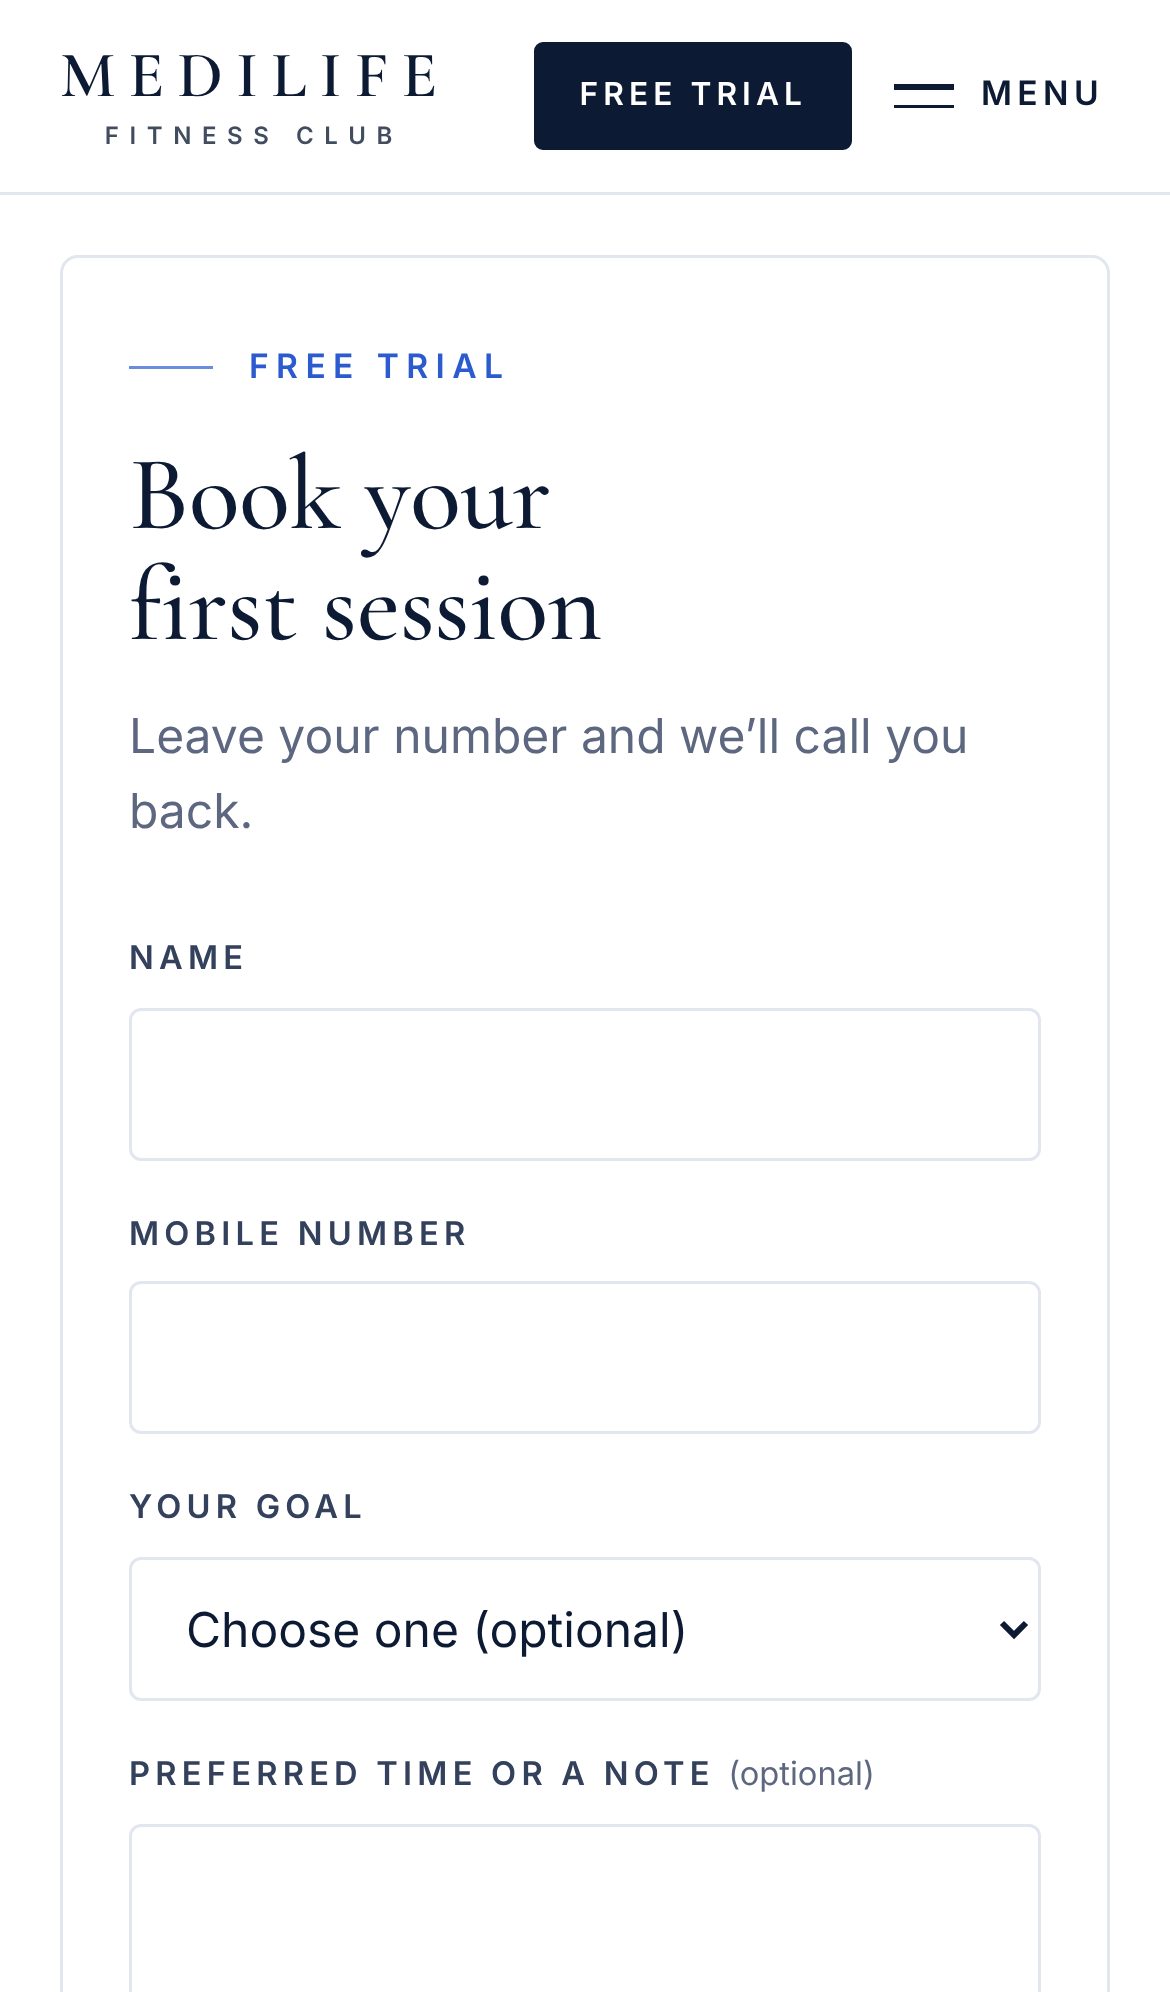 MEDILIFE
FITNESS CLUB
FREE TRIAL
MENU
FREE TRIAL
Book your
first session
Leave your number and we’ll call you
back.
NAME
MOBILE NUMBER
YOUR GOAL
Choose one (optional)
PREFERRED TIME OR A NOTE (optional)